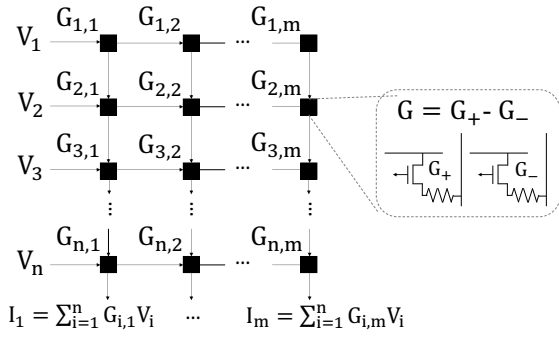 G₁,₁ G₁,₂ G₁,ₘ
V₁ ...
G₂,₁ G₂,₂ G₂,ₘ
V₂ ...
G = G₊- G₋
G₃,₁ G₃,₂ G₃,ₘ
V₃ ...
G₊ G₋
⋮ ⋮ ⋮
Gₙ,₁ Gₙ,₂ Gₙ,ₘ
Vₙ ...
I₁ = ∑ⁿᵢ₌₁ Gᵢ,₁Vᵢ ... Iₘ = ∑ⁿᵢ₌₁ Gᵢ,ₘVᵢ